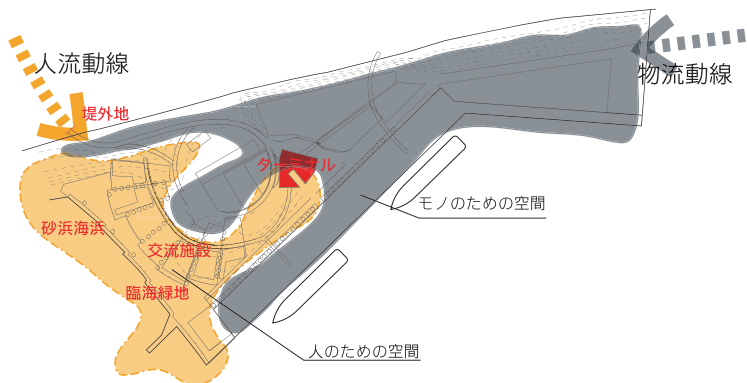 人流動線
物流動線
堤外地
ターミナル
モノのための空間
砂浜海浜
交流施設
臨海緑地
人のための空間